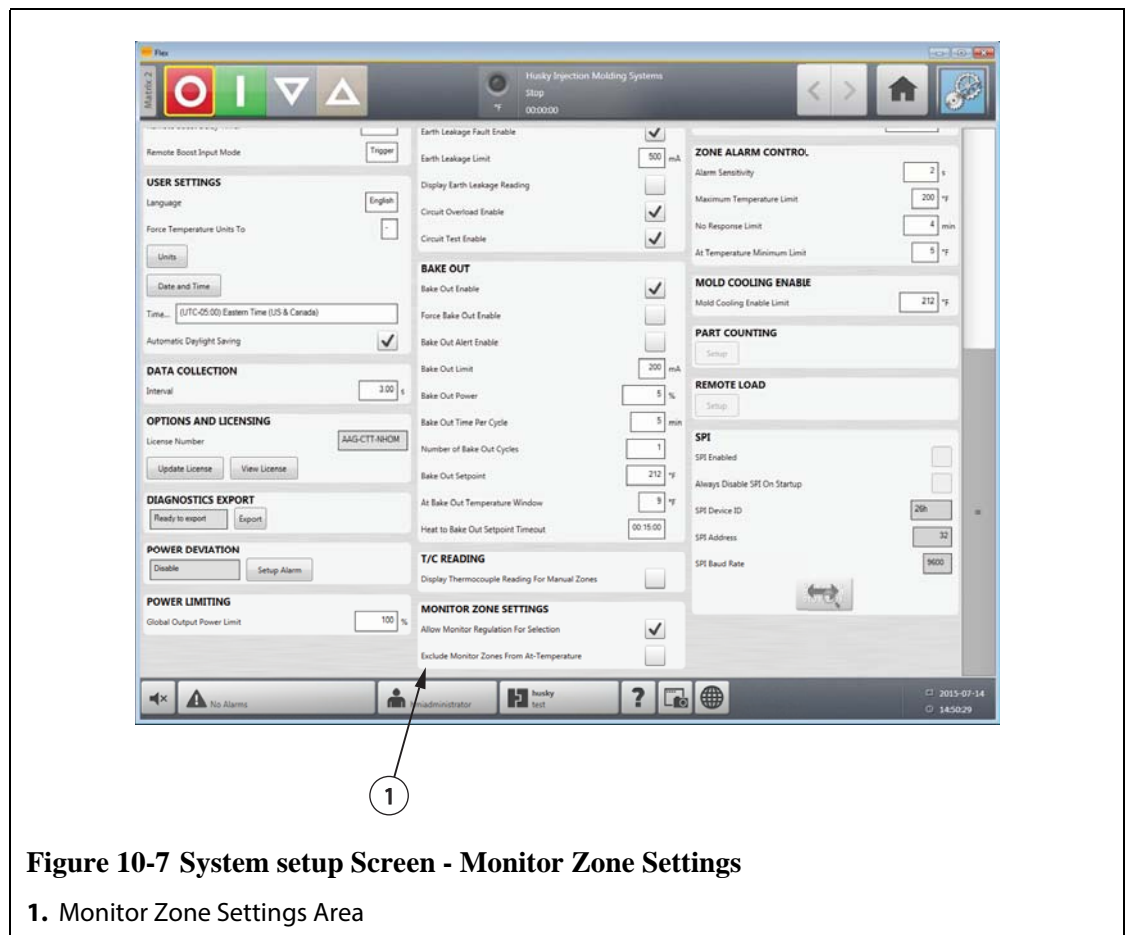 Flex
Matrix 2
Husky Injection Molding Systems
Stop
°F 00:00:00
Remote Boost Input Mode Trigger
USER SETTINGS
Language English
Force Temperature Units To -
Units
Date and Time
Time... (UTC-05:00) Eastern Time (US & Canada)
Automatic Daylight Saving
DATA COLLECTION
Interval 3.00 s
OPTIONS AND LICENSING
License Number AAG-CTT-NHOM
Update License View License
DIAGNOSTICS EXPORT
Ready to export Export
POWER DEVIATION
Disable Setup Alarm
POWER LIMITING
Global Output Power Limit 100 %
Earth Leakage Fault Enable
Earth Leakage Limit 500 mA
Display Earth Leakage Reading
Circuit Overload Enable
Circuit Test Enable
BAKE OUT
Bake Out Enable
Force Bake Out Enable
Bake Out Alert Enable
Bake Out Limit 200 mA
Bake Out Power 5 %
Bake Out Time Per Cycle 5 min
Number of Bake Out Cycles 1
Bake Out Setpoint 212 °F
At Bake Out Temperature Window 9 °F
Heat to Bake Out Setpoint Timeout 00:15:00
T/C READING
Display Thermocouple Reading For Manual Zones
MONITOR ZONE SETTINGS
Allow Monitor Regulation For Selection
Exclude Monitor Zones From At-Temperature
ZONE ALARM CONTROL
Alarm Sensitivity 2 s
Maximum Temperature Limit 200 °F
No Response Limit 4 min
At Temperature Minimum Limit 5 °F
MOLD COOLING ENABLE
Mold Cooling Enable Limit 212 °F
PART COUNTING
Setup
REMOTE LOAD
Setup
SPI
SPI Enabled
Always Disable SPI On Startup
SPI Device ID 26h
SPI Address 32
SPI Baud Rate 9600
No Alarms
husky
test
?
2015-07-14
14:50:29
1
Figure 10-7 System setup Screen - Monitor Zone Settings
1. Monitor Zone Settings Area